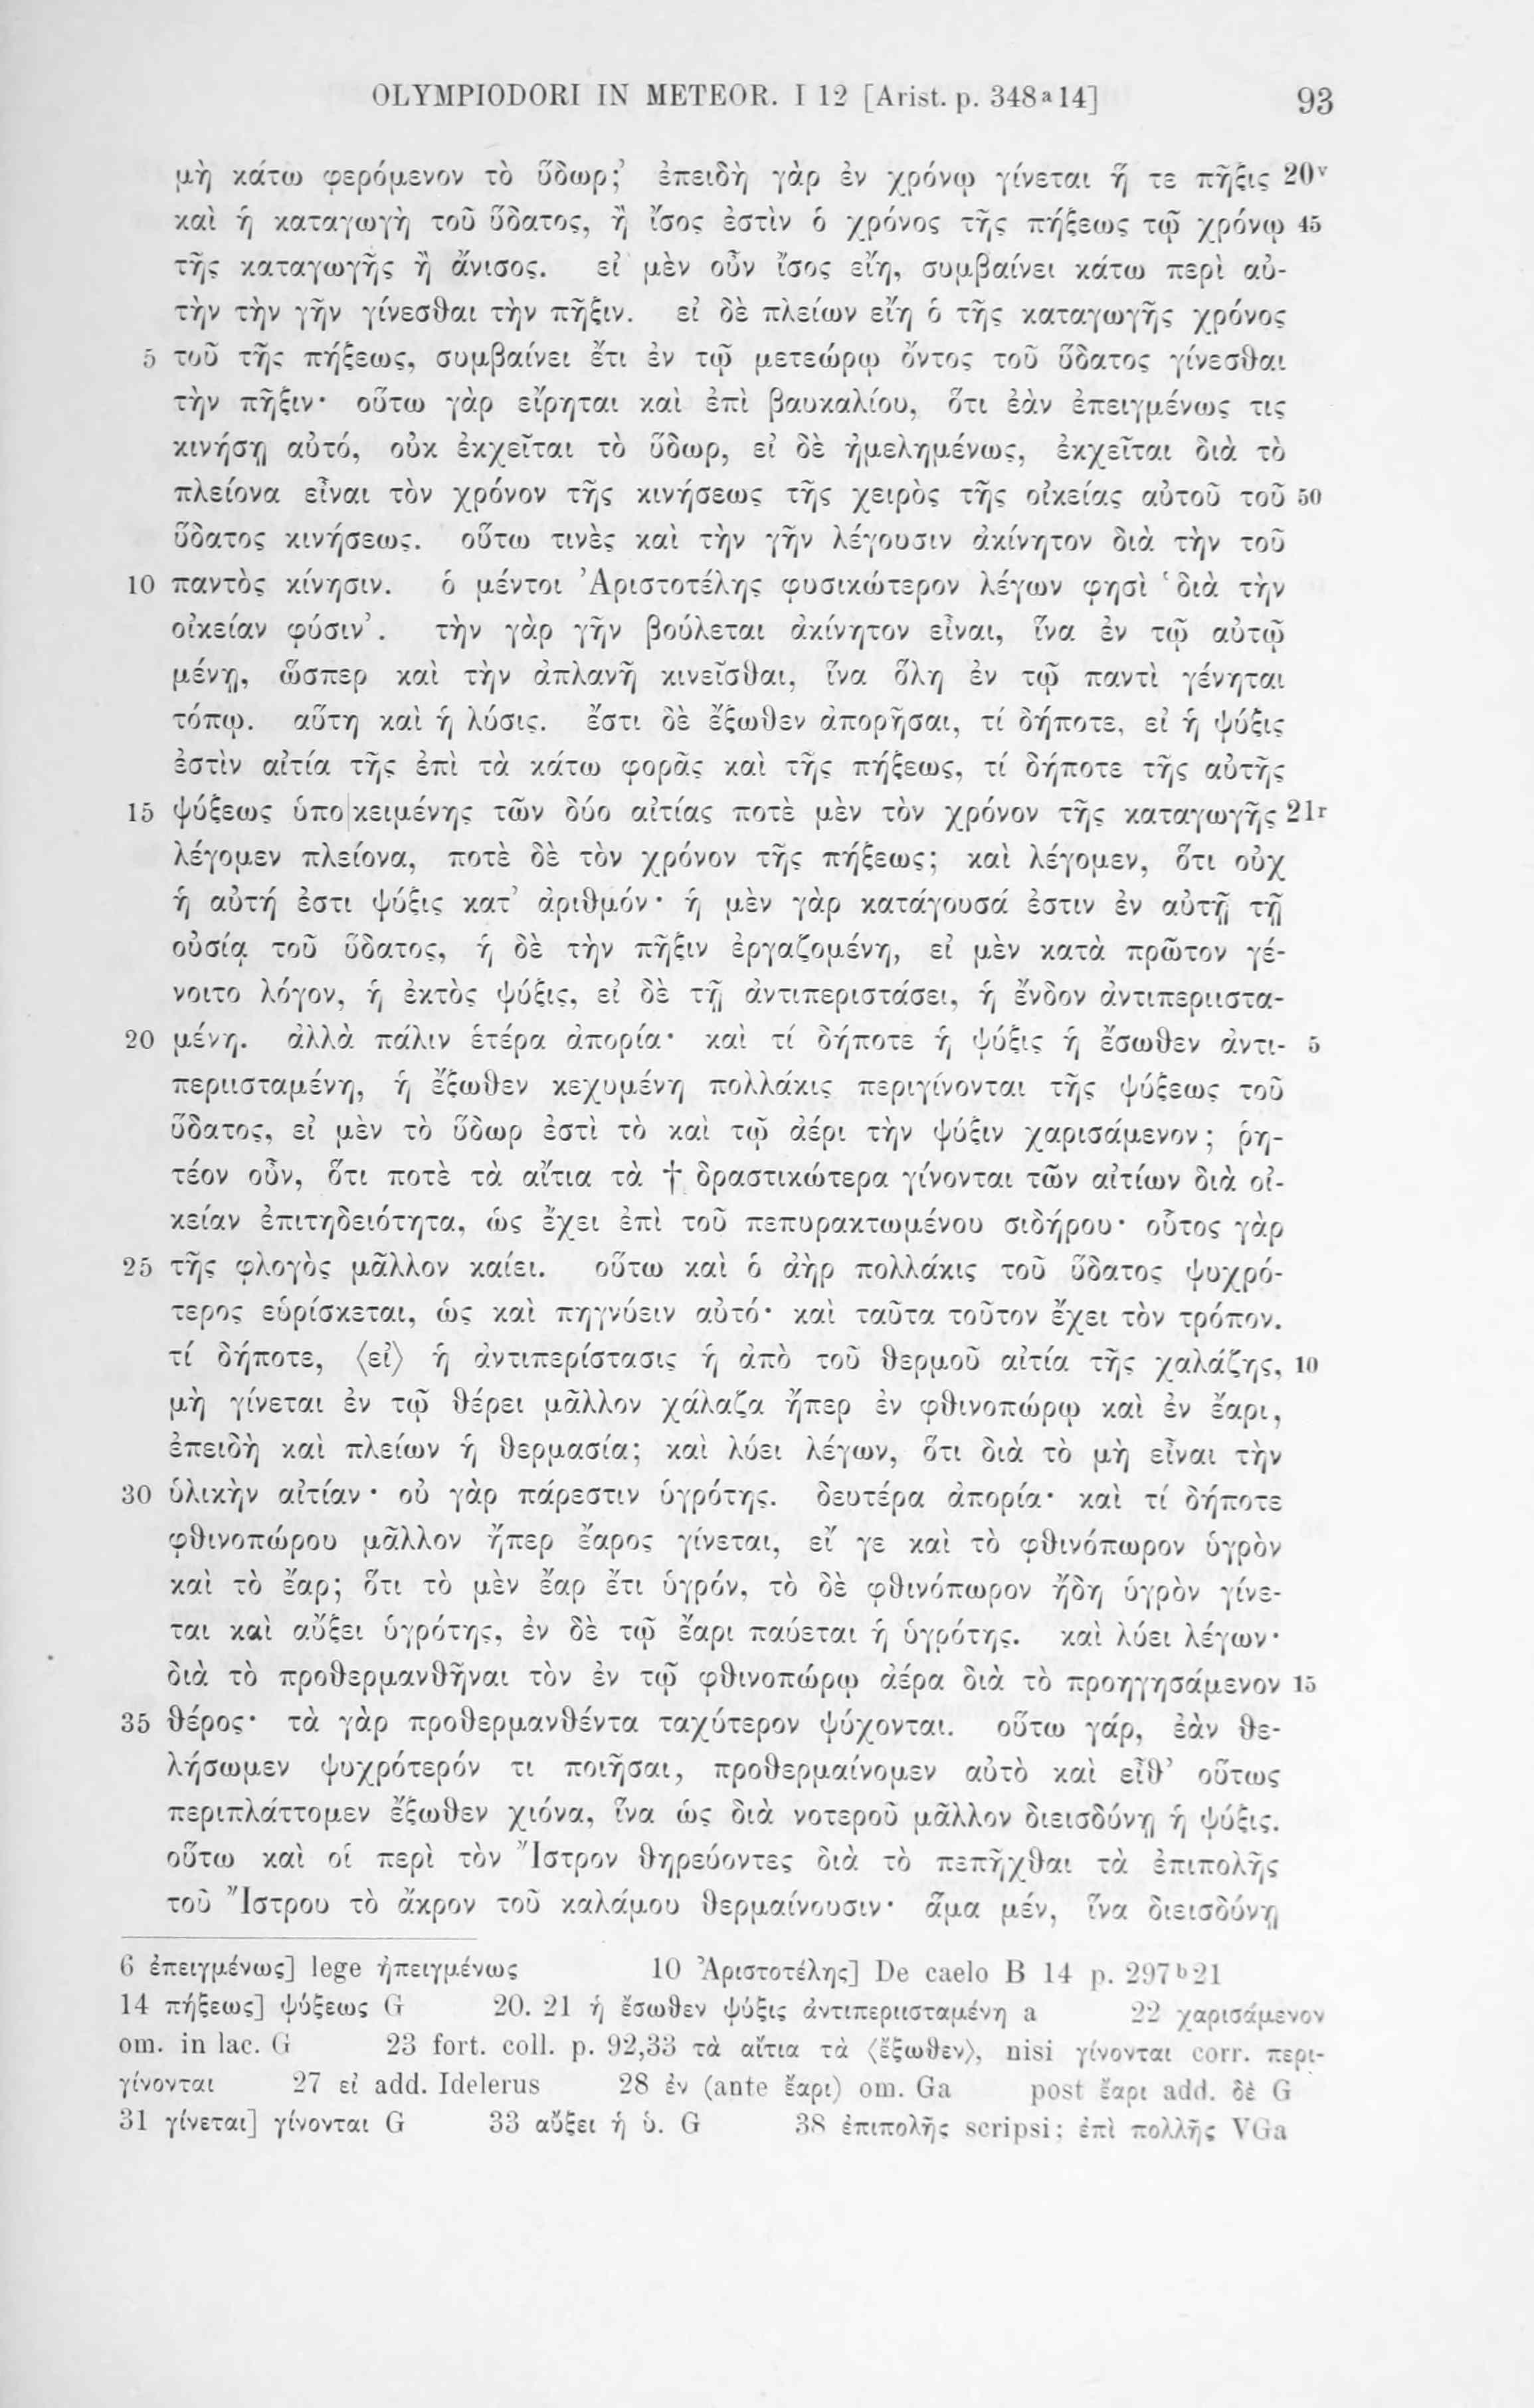 OLYMPIODORI IN METEOR. I 12 [Arist. p. 348ᵃ14] 93
μὴ κάτω φερόμενον τὸ ὕδωρ;’ ἐπειδὴ γὰρ ἐν χρόνῳ γίνεται ἥ τε πῆξις 20ᵛ
καὶ ἡ καταγωγὴ τοῦ ὕδατος, ἢ ἴσος ἐστὶν ὁ χρόνος τῆς πήξεως τῷ χρόνῳ 45
τῆς καταγωγῆς ἢ ἄνισος. εἰ μὲν οὖν ἴσος εἴη, συμβαίνει κάτω περὶ αὐ-
τὴν τὴν γῆν γίνεσθαι τὴν πῆξιν. εἰ δὲ πλείων εἴη ὁ τῆς καταγωγῆς χρόνος
5 τοῦ τῆς πήξεως, συμβαίνει ἔτι ἐν τῷ μετεώρῳ ὄντος τοῦ ὕδατος γίνεσθαι
τὴν πῆξιν· οὕτω γὰρ εἴρηται καὶ ἐπὶ βαυκαλίου, ὅτι ἐὰν ἐπειγμένως τις
κινήσῃ αὐτό, οὐκ ἐκχεῖται τὸ ὕδωρ, εἰ δὲ ἠμελημένως, ἐκχεῖται διὰ τὸ
πλείονα εἶναι τὸν χρόνον τῆς κινήσεως τῆς χειρὸς τῆς οἰκείας αὐτοῦ τοῦ 50
ὕδατος κινήσεως. οὕτω τινὲς καὶ τὴν γῆν λέγουσιν ἀκίνητον διὰ τὴν τοῦ
10 παντὸς κίνησιν. ὁ μέντοι Ἀριστοτέλης φυσικώτερον λέγων φησὶ ‘διὰ τὴν
οἰκείαν φύσιν’. τὴν γὰρ γῆν βούλεται ἀκίνητον εἶναι, ἵνα ἐν τῷ αὐτῷ
μένῃ, ὥσπερ καὶ τὴν ἀπλανῆ κινεῖσθαι, ἵνα ὅλη ἐν τῷ παντὶ γένηται
τόπῳ. αὕτη καὶ ἡ λύσις. ἔστι δὲ ἔξωθεν ἀπορῆσαι, τί δήποτε, εἰ ἡ ψύξις
ἐστὶν αἰτία τῆς ἐπὶ τὰ κάτω φορᾶς καὶ τῆς πήξεως, τί δήποτε τῆς αὐτῆς
15 ψύξεως ὑπο|κειμένης τῶν δύο αἰτίας ποτὲ μὲν τὸν χρόνον τῆς καταγωγῆς 21ʳ
λέγομεν πλείονα, ποτὲ δὲ τὸν χρόνον τῆς πήξεως; καὶ λέγομεν, ὅτι οὐχ
ἡ αὐτή ἐστι ψύξις κατ’ ἀριθμόν· ἡ μὲν γὰρ κατάγουσά ἐστιν ἐν αὐτῇ τῇ
οὐσίᾳ τοῦ ὕδατος, ἡ δὲ τὴν πῆξιν ἐργαζομένη, εἰ μὲν κατὰ πρῶτον γέ-
νοιτο λόγον, ἡ ἐκτὸς ψύξις, εἰ δὲ τῇ ἀντιπεριστάσει, ἡ ἔνδον ἀντιπεριιστα-
20 μένη. ἀλλὰ πάλιν ἑτέρα ἀπορία· καὶ τί δήποτε ἡ ψύξις ἡ ἔσωθεν ἀντι- 5
περιισταμένη, ἡ ἔξωθεν κεχυμένη πολλάκις περιγίνονται τῆς ψύξεως τοῦ
ὕδατος, εἰ μὲν τὸ ὕδωρ ἐστὶ τὸ καὶ τῷ ἀέρι τὴν ψύξιν χαρισάμενον; ῥη-
τέον οὖν, ὅτι ποτὲ τὰ αἴτια τὰ † δραστικώτερα γίνονται τῶν αἰτίων διὰ οἰ-
κείαν ἐπιτηδειότητα, ὡς ἔχει ἐπὶ τοῦ πεπυρακτωμένου σιδήρου· οὗτος γὰρ
25 τῆς φλογὸς μᾶλλον καίει. οὕτω καὶ ὁ ἀὴρ πολλάκις τοῦ ὕδατος ψυχρό-
τερος εὑρίσκεται, ὡς καὶ πηγνύειν αὐτό· καὶ ταῦτα τοῦτον ἔχει τὸν τρόπον.
τί δήποτε, ⟨εἰ⟩ ἡ ἀντιπερίστασις ἡ ἀπὸ τοῦ θερμοῦ αἰτία τῆς χαλάζης, 10
μὴ γίνεται ἐν τῷ θέρει μᾶλλον χάλαζα ἤπερ ἐν φθινοπώρῳ καὶ ἐν ἔαρι,
ἐπειδὴ καὶ πλείων ἡ θερμασία; καὶ λύει λέγων, ὅτι διὰ τὸ μὴ εἶναι τὴν
30 ὑλικὴν αἰτίαν· οὐ γὰρ πάρεστιν ὑγρότης. δευτέρα ἀπορία· καὶ τί δήποτε
φθινοπώρου μᾶλλον ἤπερ ἔαρος γίνεται, εἴ γε καὶ τὸ φθινόπωρον ὑγρὸν
καὶ τὸ ἔαρ; ὅτι τὸ μὲν ἔαρ ἔτι ὑγρόν, τὸ δὲ φθινόπωρον ἤδη ὑγρὸν γίνε-
ται καὶ αὔξει ὑγρότης, ἐν δὲ τῷ ἔαρι παύεται ἡ ὑγρότης. καὶ λύει λέγων·
διὰ τὸ προθερμανθῆναι τὸν ἐν τῷ φθινοπώρῳ ἀέρα διὰ τὸ προηγησάμενον 15
35 θέρος· τὰ γὰρ προθερμανθέντα ταχύτερον ψύχονται. οὕτω γάρ, ἐὰν θε-
λήσωμεν ψυχρότερόν τι ποιῆσαι, προθερμαίνομεν αὐτὸ καὶ εἶθ’ οὕτως
περιπλάττομεν ἔξωθεν χιόνα, ἵνα ὡς διὰ νοτεροῦ μᾶλλον διεισδύνῃ ἡ ψύξις.
οὕτω καὶ οἱ περὶ τὸν Ἴστρον θηρεύοντες διὰ τὸ πεπῆχθαι τὰ ἐπιπολῆς
τοῦ Ἴστρου τὸ ἄκρον τοῦ καλάμου θερμαίνουσιν· ἅμα μέν, ἵνα διεισδύνῃ
6 ἐπειγμένως] lege ἠπειγμένως 10 Ἀριστοτέλης] De caelo B 14 p. 297ᵇ21
14 πήξεως] ψύξεως G 20. 21 ἡ ἔσωθεν ψύξις ἀντιπεριισταμένη a 22 χαρισάμενον
om. in lac. G 23 fort. coll. p. 92,33 τὰ αἴτια τὰ ⟨ἔξωθεν⟩, nisi γίνονται corr. περι-
γίνονται 27 εἰ add. Idelerus 28 ἐν (ante ἔαρι) om. Ga post ἔαρι add. δὲ G
31 γίνεται] γίνονται G 33 αὔξει ἡ ὑ. G 38 ἐπιπολῆς scripsi; ἐπὶ πολλῆς VGa